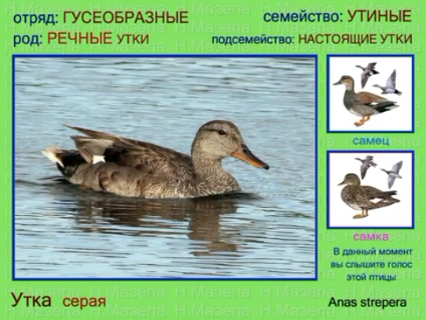 отряд: ГУСЕОБРАЗНЫЕ семейство: УТИНЫЕ
род: РЕЧНЫЕ УТКИ подсемейство: НАСТОЯЩИЕ УТКИ
самец
самка
В данный момент
вы слышите голос
этой птицы
Утка серая Anas strepera